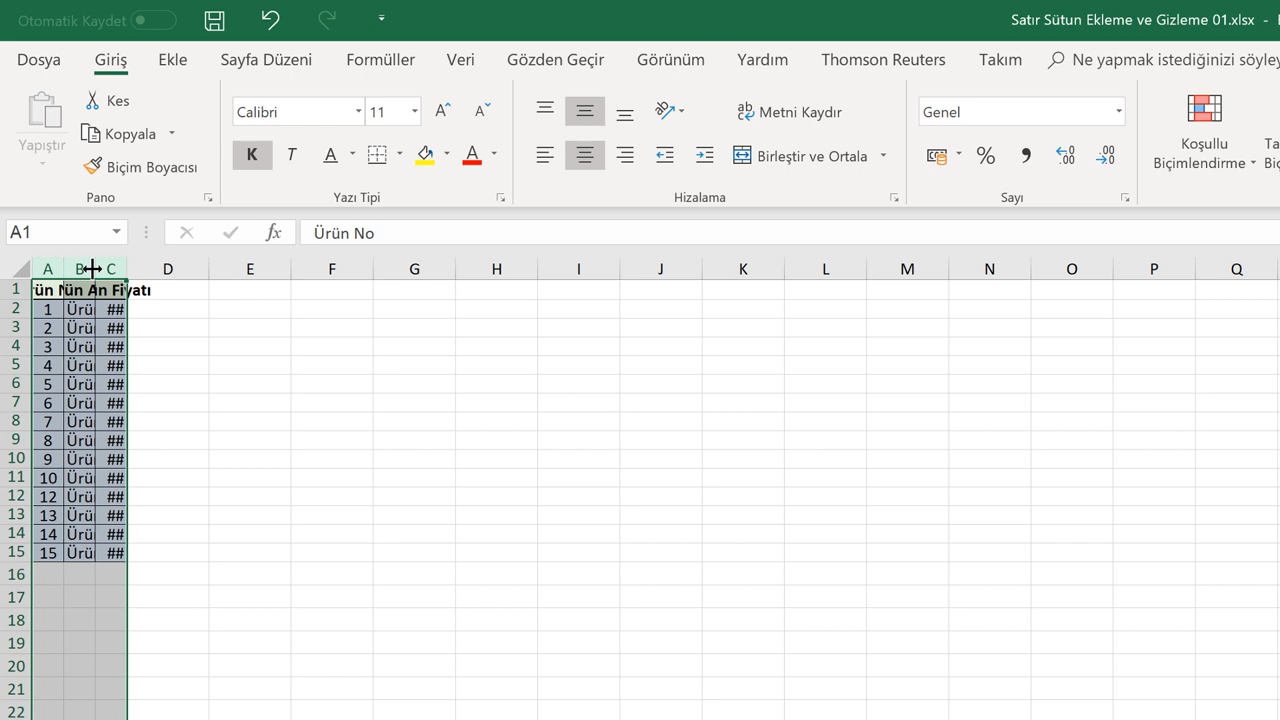 Otomatik Kaydet
Satır Sütun Ekleme ve Gizleme 01.xlsx -
Dosya Giriş Ekle Sayfa Düzeni Formüller Veri Gözden Geçir Görünüm Yardım Thomson Reuters Takım Ne yapmak istediğinizi söyley
Yapıştır
Kes
Kopyala
Biçim Boyacısı
Pano
Calibri 11
K T A A
Yazı Tipi
ab Metni Kaydır
Birleştir ve Ortala
Hizalama
Genel
% , ,00 ,0
Sayı
Koşullu
Biçimlendirme
A1 fx Ürün No
A B C D E F G H I J K L M N O P Q
1 ün N ün A n Fiyatı
2 1 Ürü ##
3 2 Ürü ##
4 3 Ürü ##
5 4 Ürü ##
6 5 Ürü ##
7 6 Ürü ##
8 7 Ürü ##
9 8 Ürü ##
10 9 Ürü ##
11 10 Ürü ##
12 12 Ürü ##
13 13 Ürü ##
14 14 Ürü ##
15 15 Ürü ##
16
17
18
19
20
21
22